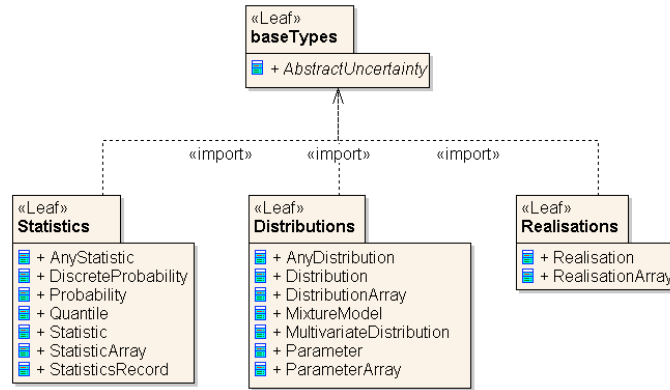 «Leaf»
baseTypes
+ AbstractUncertainty
«import» «import» «import»
«Leaf»
Statistics
+ AnyStatistic
+ DiscreteProbability
+ Probability
+ Quantile
+ Statistic
+ StatisticArray
+ StatisticsRecord
«Leaf»
Distributions
+ AnyDistribution
+ Distribution
+ DistributionArray
+ MixtureModel
+ MultivariateDistribution
+ Parameter
+ ParameterArray
«Leaf»
Realisations
+ Realisation
+ RealisationArray